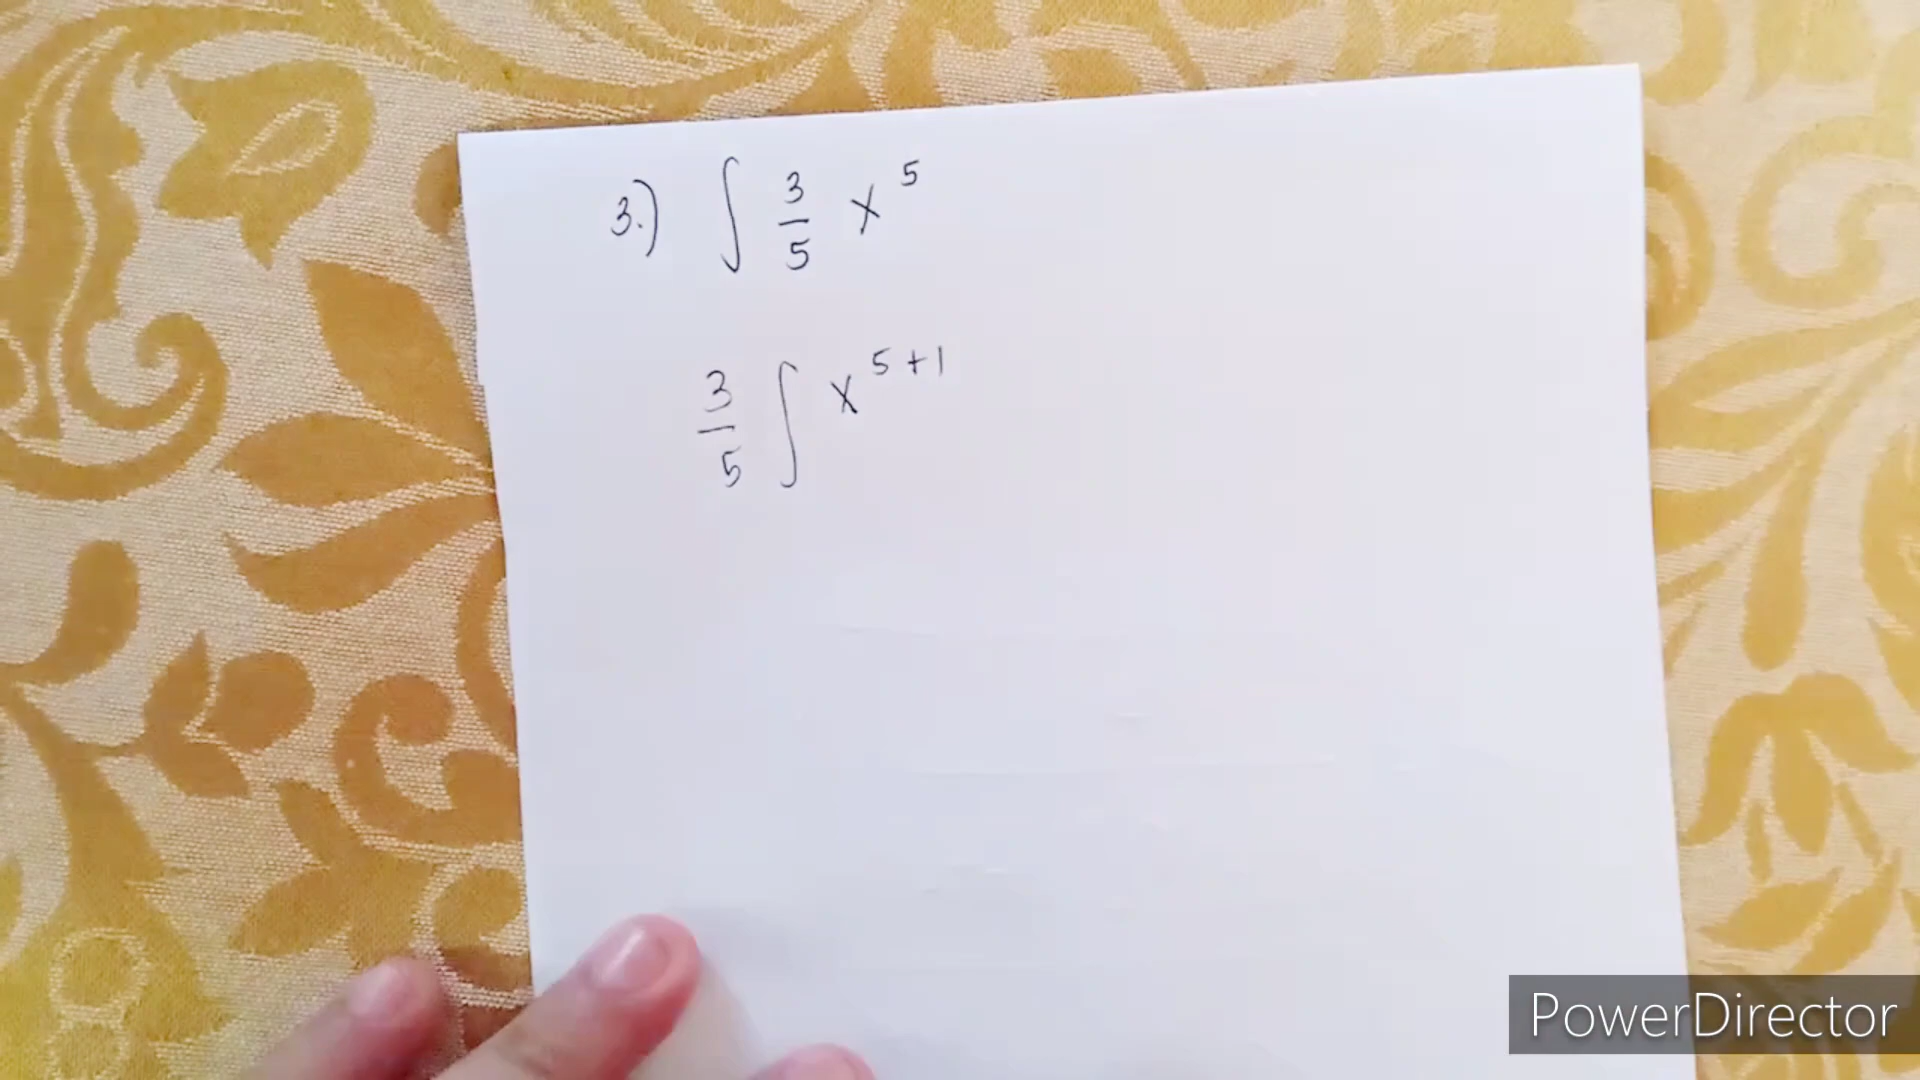 3.) ∫ 3/5 x^5
3/5 ∫ x^5+1
PowerDirector